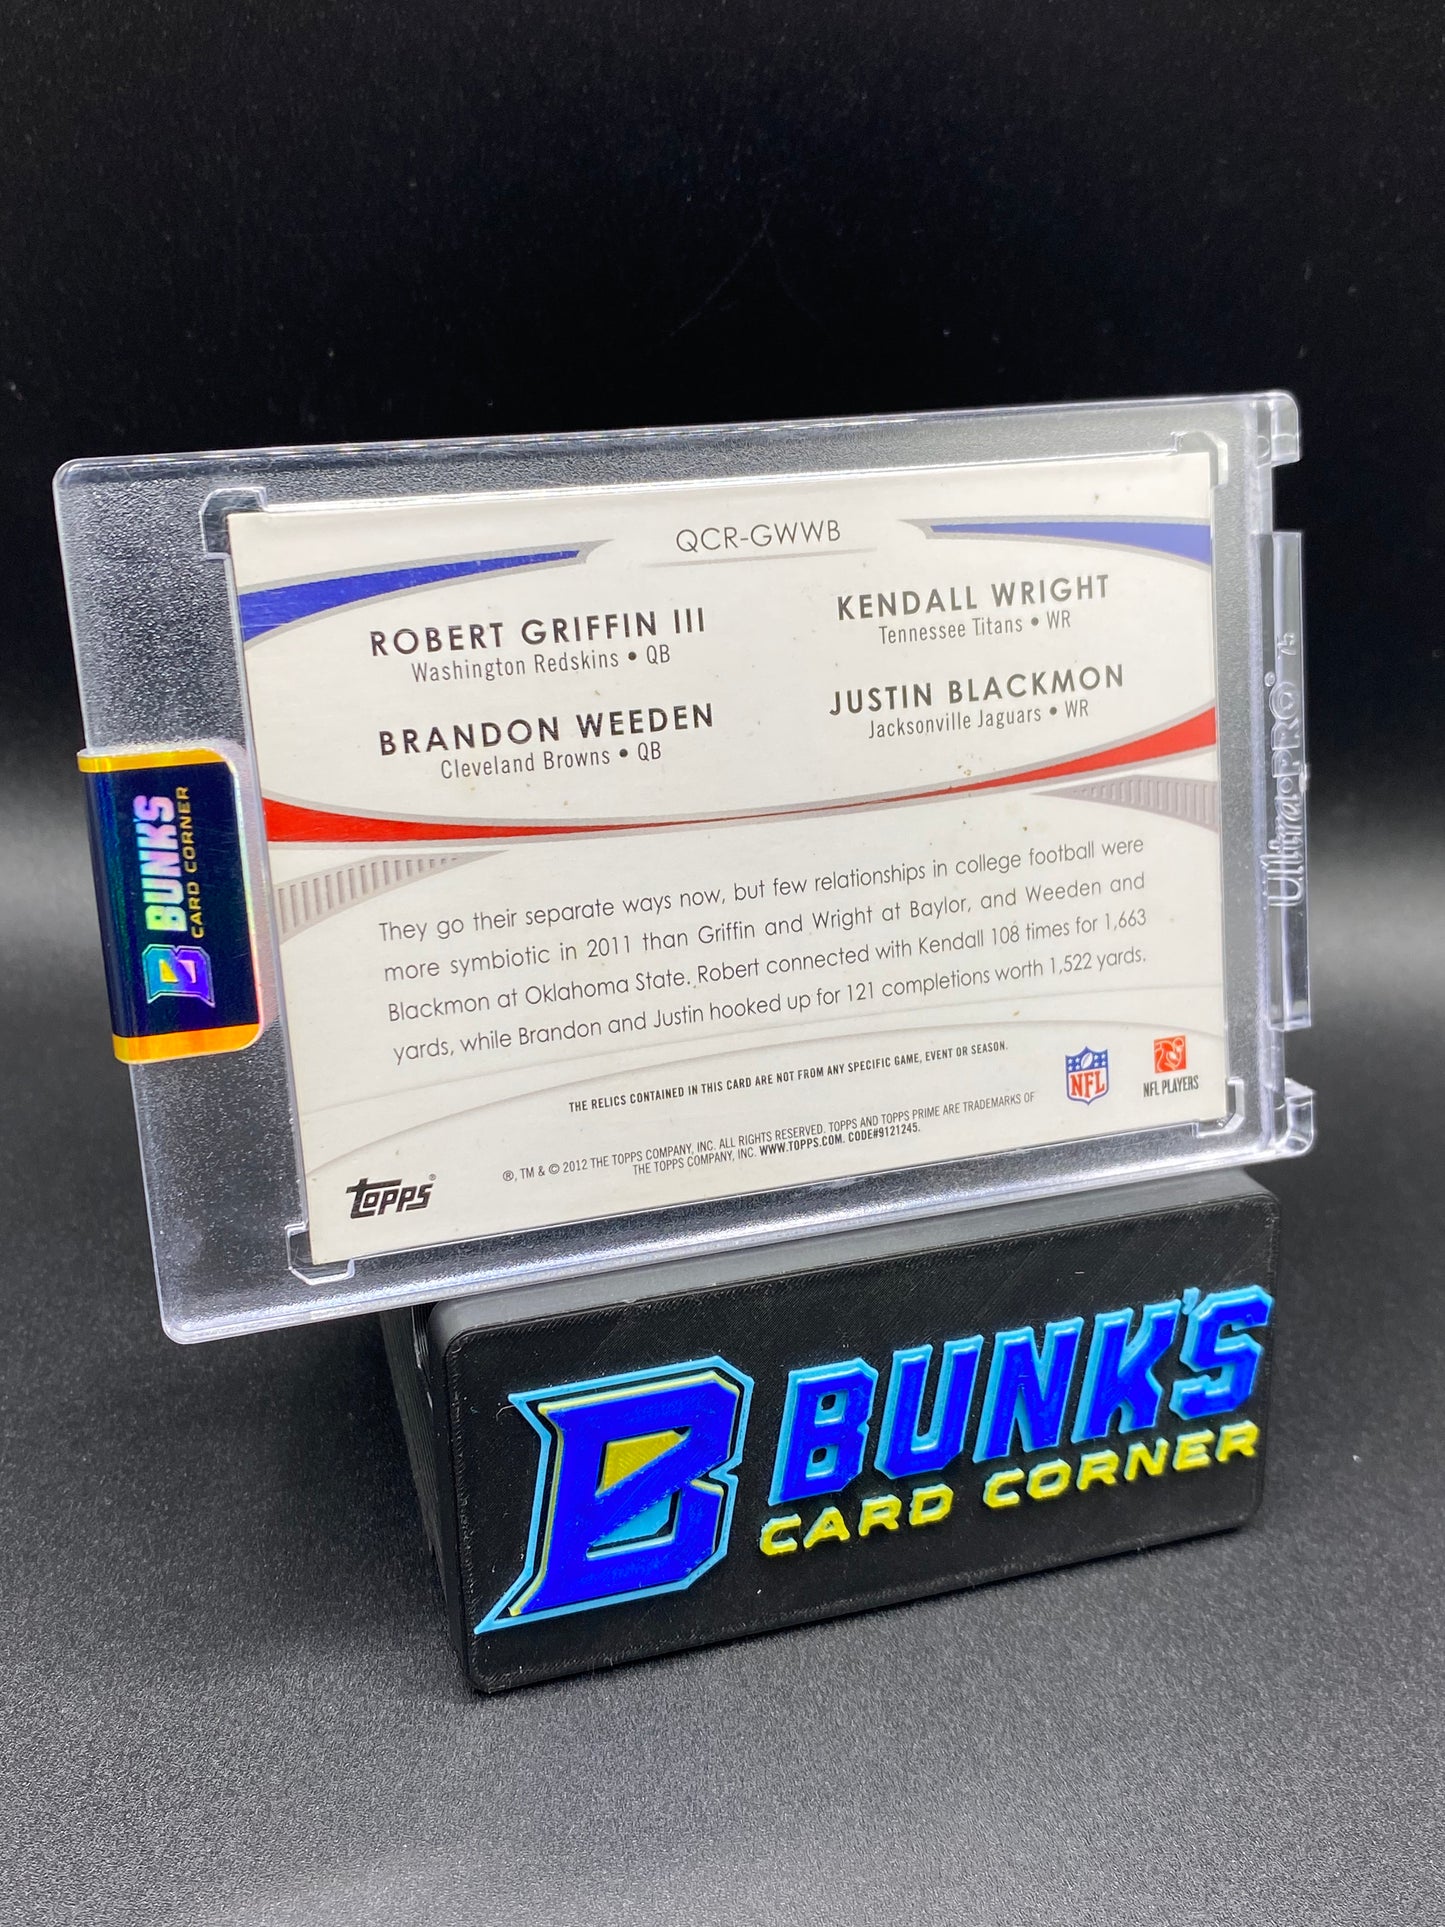 QCR-GWWB
ROBERT GRIFFIN III
Washington Redskins • QB
KENDALL WRIGHT
Tennessee Titans • WR
BRANDON WEEDEN
Cleveland Browns • QB
JUSTIN BLACKMON
Jacksonville Jaguars • WR
They go their separate ways now, but few relationships in college football were
more symbiotic in 2011 than Griffin and Wright at Baylor, and Weeden and
Blackmon at Oklahoma State. Robert connected with Kendall 108 times for 1,663
yards, while Brandon and Justin hooked up for 121 completions worth 1,522 yards.
THE RELICS CONTAINED IN THIS CARD ARE NOT FROM ANY SPECIFIC GAME, EVENT OR SEASON.
®, TM & © 2012 THE TOPPS COMPANY, INC. ALL RIGHTS RESERVED. TOPPS AND TOPPS PRIME ARE TRADEMARKS OF
THE TOPPS COMPANY, INC. WWW.TOPPS.COM. CODE#9121245.
Topps®
NFL
NFL PLAYERS
UltraPRO®
B BUNK'S
CARD CORNER
B BUNK'S
CARD CORNER